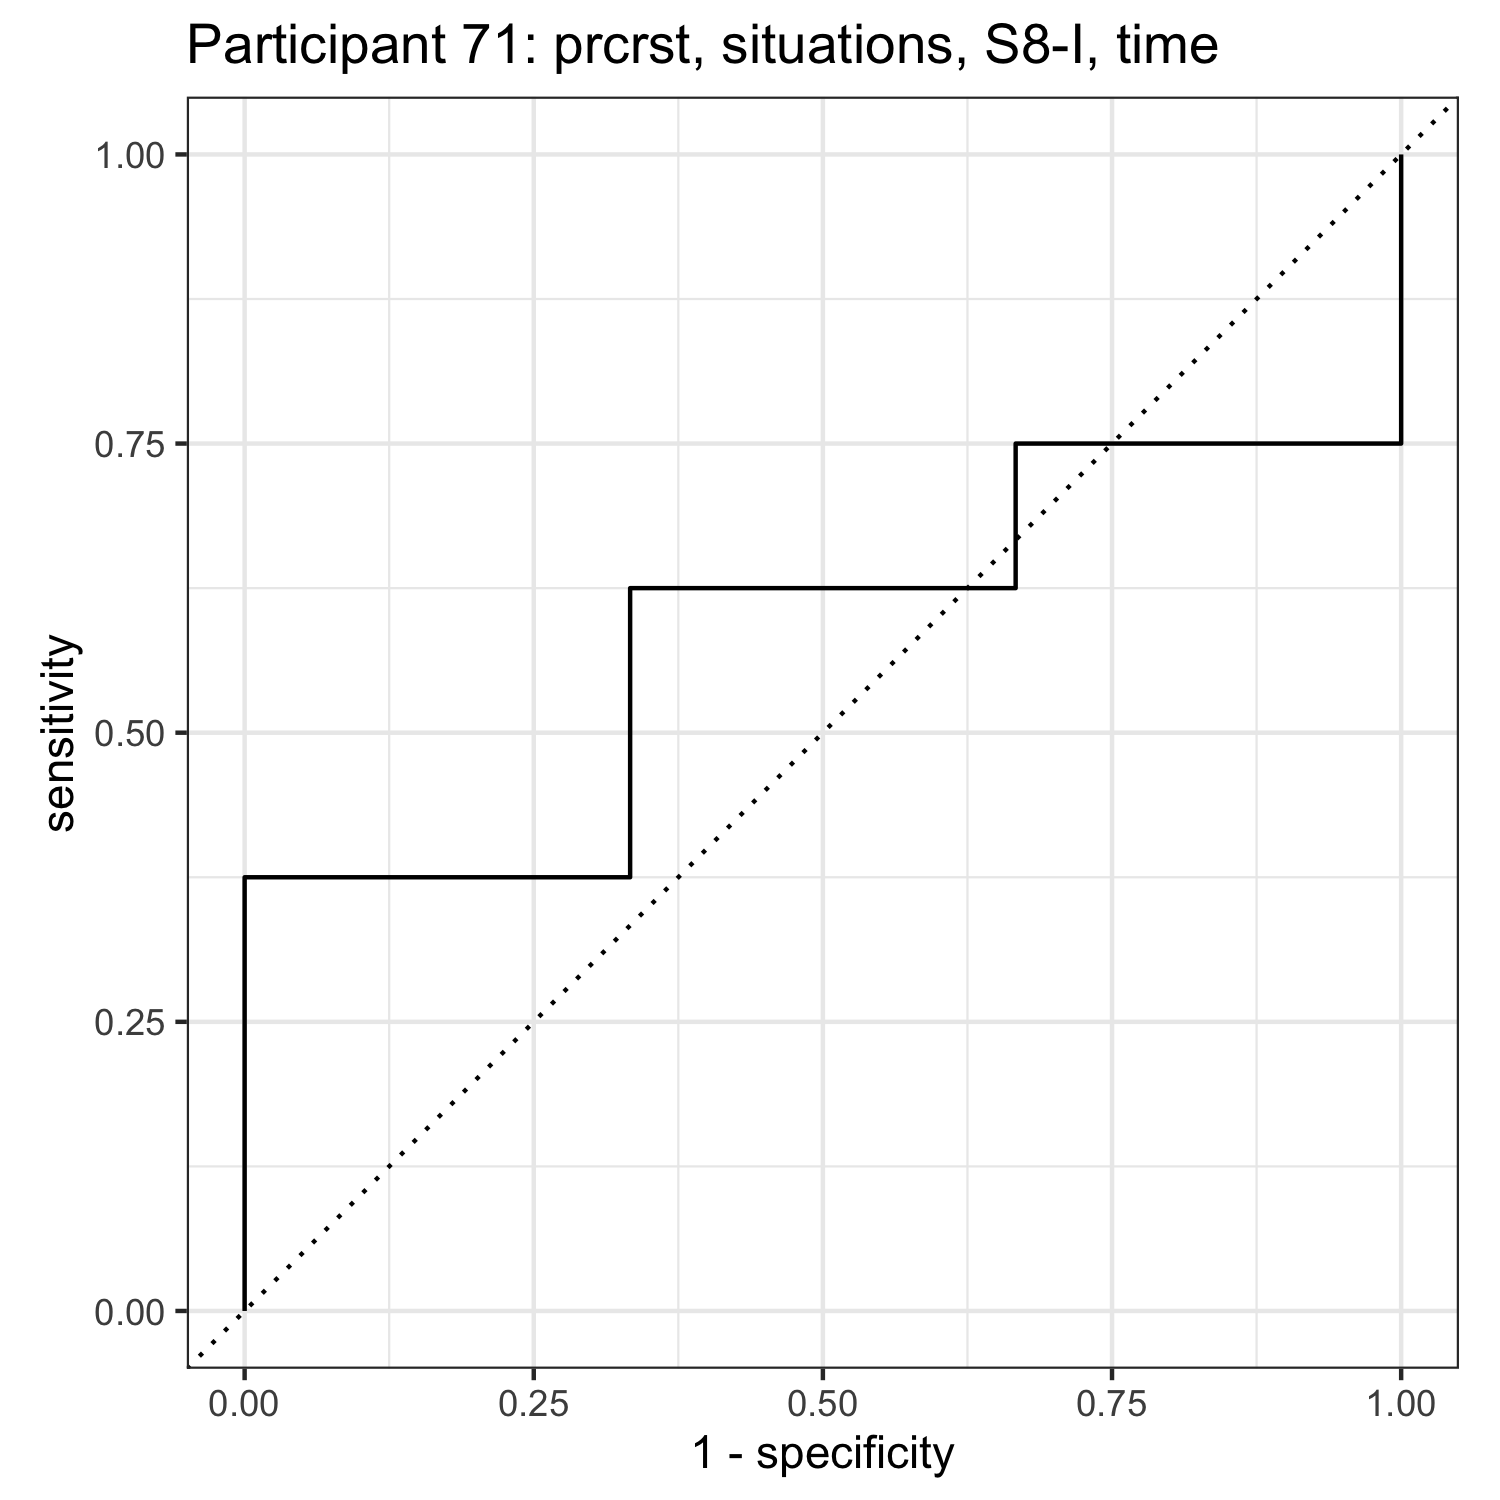 Participant 71: prcrst, situations, S8-I, time
1.00
0.75
0.50
0.25
0.00
sensitivity
0.00 0.25 0.50 0.75 1.00
1 - specificity